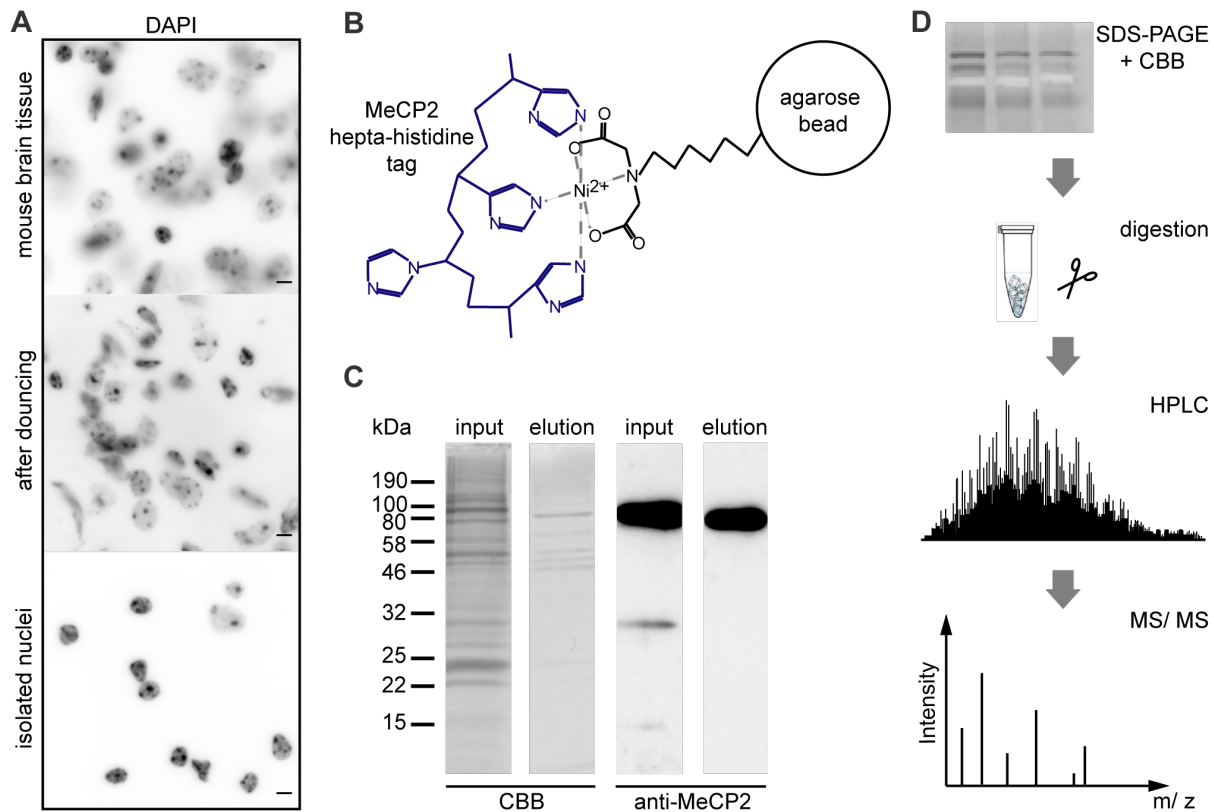 A
DAPI
mouse brain tissue
after douncing
isolated nuclei
B
MeCP2
hepta-histidine
tag
N
N
N
N
N
N
N
N
Ni2+
N
O
O
O
O
agarose
bead
C
kDa
input
elution
input
elution
190
100
80
58
46
32
25
22
15
CBB
anti-MeCP2
D
SDS-PAGE
+ CBB
digestion
HPLC
MS/ MS
Intensity
m/ z